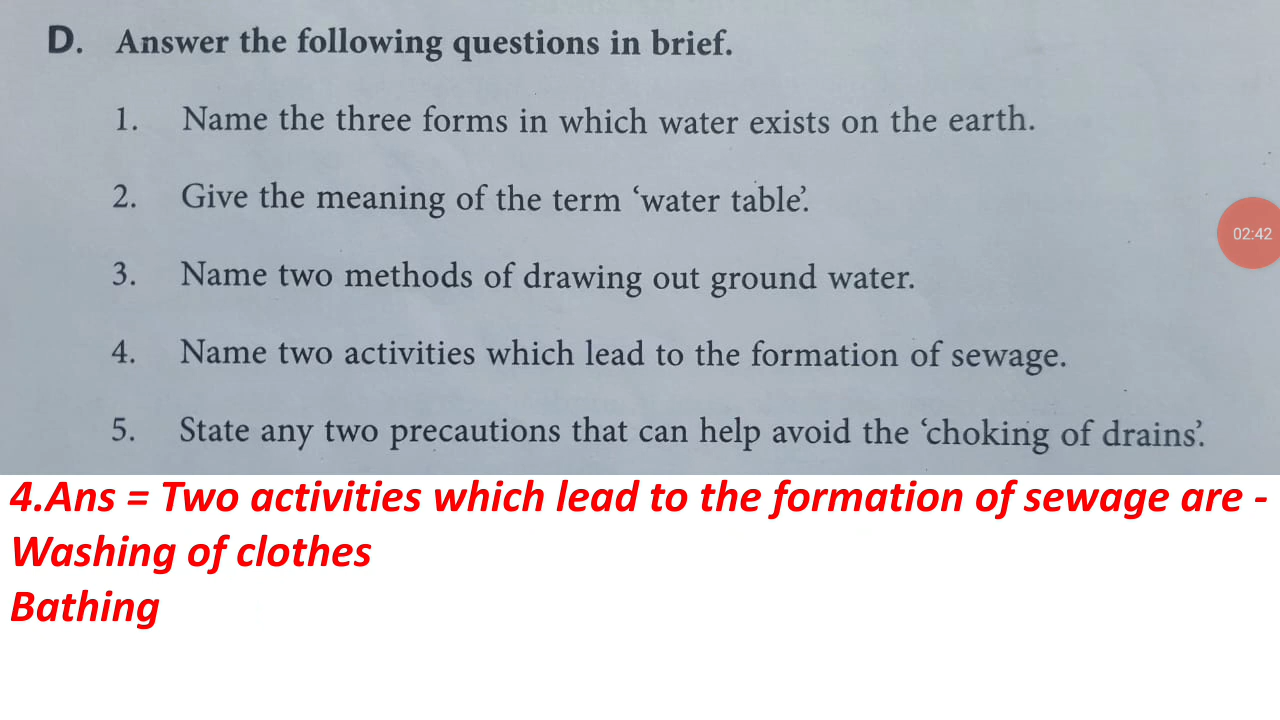 D. Answer the following questions in brief.
1. Name the three forms in which water exists on the earth.
2. Give the meaning of the term ‘water table’.
02:42
3. Name two methods of drawing out ground water.
4. Name two activities which lead to the formation of sewage.
5. State any two precautions that can help avoid the ‘choking of drains’.
4.Ans = Two activities which lead to the formation of sewage are -
Washing of clothes
Bathing